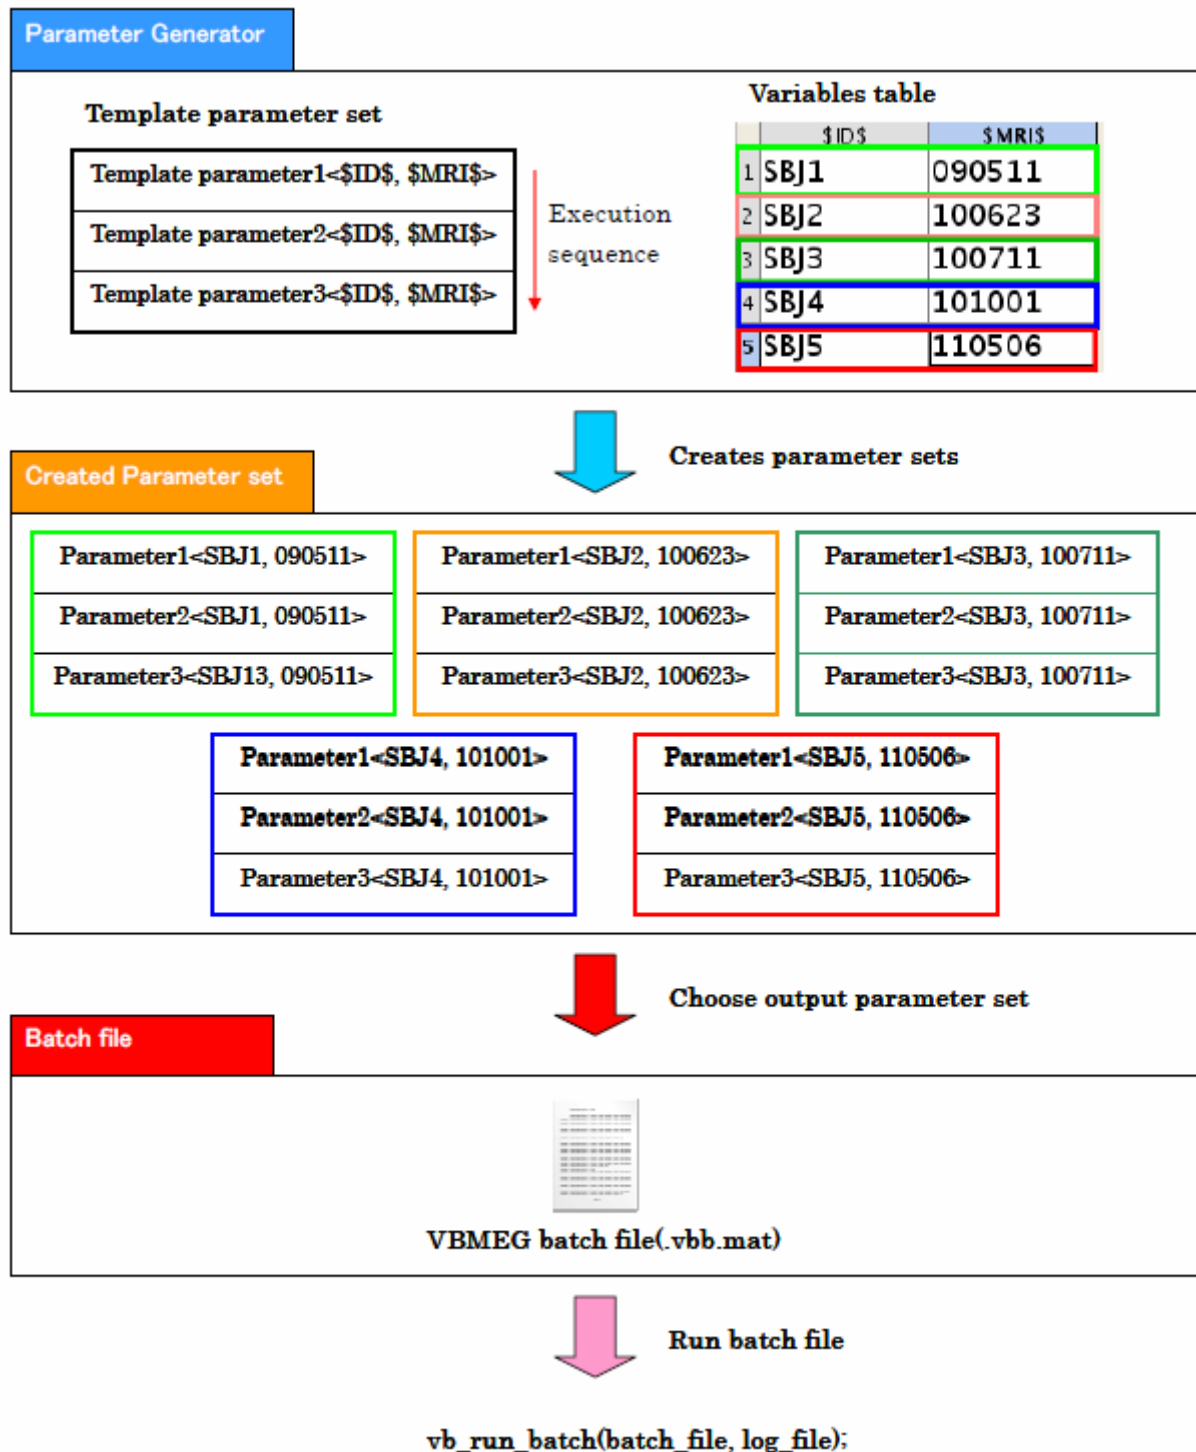 Parameter Generator
Template parameter set
Template parameter1<$ID$, $MRI$>
Template parameter2<$ID$, $MRI$>
Template parameter3<$ID$, $MRI$>
Execution
sequence
Variables table
$ID$ $MRI$
1 SBJ1 090511
2 SBJ2 100623
3 SBJ3 100711
4 SBJ4 101001
5 SBJ5 110506
Creates parameter sets
Created Parameter set
Parameter1<SBJ1, 090511>
Parameter2<SBJ1, 090511>
Parameter3<SBJ13, 090511>
Parameter1<SBJ2, 100623>
Parameter2<SBJ2, 100623>
Parameter3<SBJ2, 100623>
Parameter1<SBJ3, 100711>
Parameter2<SBJ3, 100711>
Parameter3<SBJ3, 100711>
Parameter1<SBJ4, 101001>
Parameter2<SBJ4, 101001>
Parameter3<SBJ4, 101001>
Parameter1<SBJ5, 110506>
Parameter2<SBJ5, 110506>
Parameter3<SBJ5, 110506>
Choose output parameter set
Batch file
VBMEG batch file(.vbb.mat)
Run batch file
vb_run_batch(batch_file, log_file);